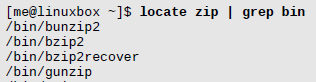 [me@linuxbox ~]$ locate zip | grep bin
/bin/bunzip2
/bin/bzip2
/bin/bzip2recover
/bin/gunzip